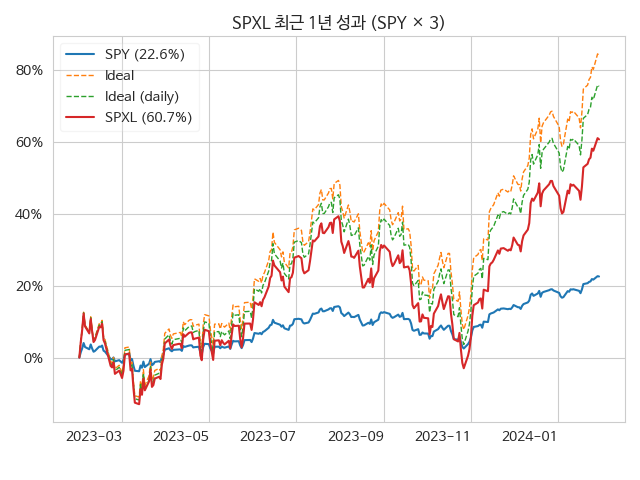 SPXL 최근 1년 성과 (SPY × 3)
SPY (22.6%)
Ideal
Ideal (daily)
SPXL (60.7%)
80%
60%
40%
20%
0%
2023-03
2023-05
2023-07
2023-09
2023-11
2024-01